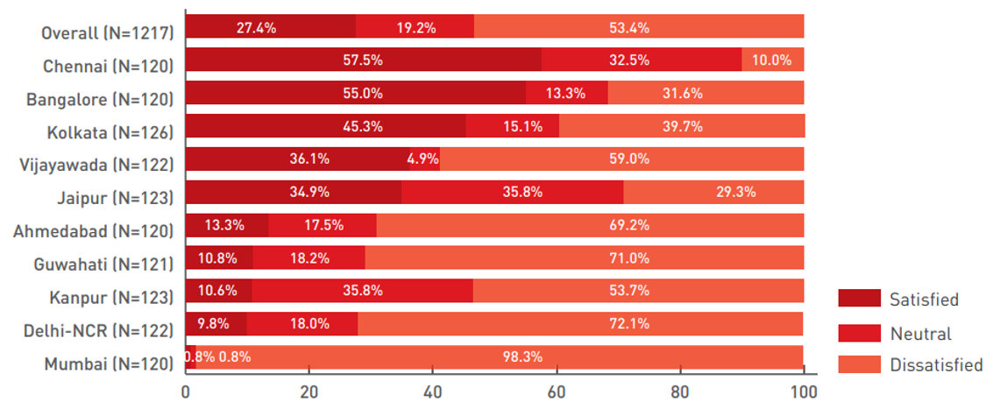 Overall (N=1217) 27.4% 19.2% 53.4%
Chennai (N=120) 57.5% 32.5% 10.0%
Bangalore (N=120) 55.0% 13.3% 31.6%
Kolkata (N=126) 45.3% 15.1% 39.7%
Vijayawada (N=122) 36.1% 4.9% 59.0%
Jaipur (N=123) 34.9% 35.8% 29.3%
Ahmedabad (N=120) 13.3% 17.5% 69.2%
Guwahati (N=121) 10.8% 18.2% 71.0%
Kanpur (N=123) 10.6% 35.8% 53.7%
Delhi-NCR (N=122) 9.8% 18.0% 72.1%
Mumbai (N=120) 0.8% 0.8% 98.3%
0 20 40 60 80 100
Satisfied
Neutral
Dissatisfied